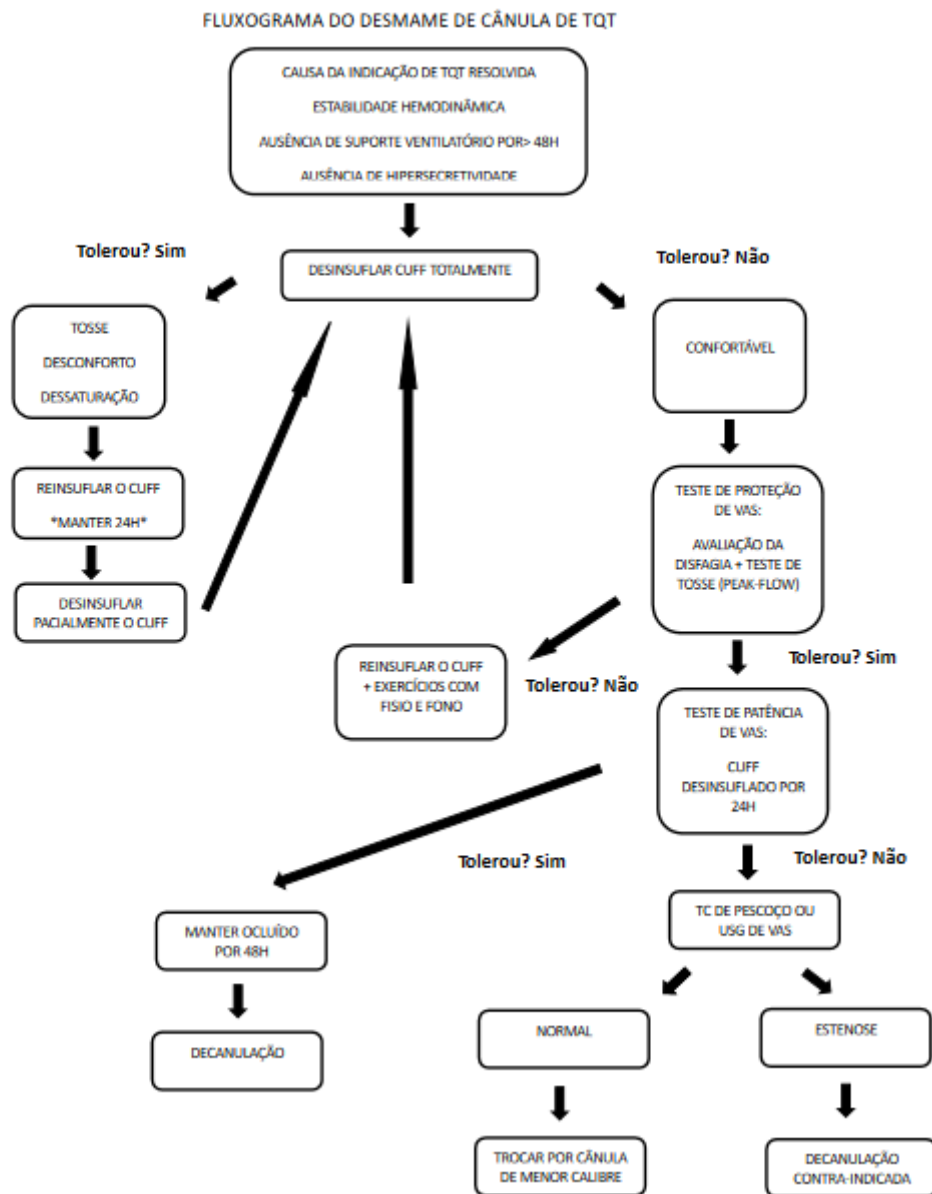 FLUXOGRAMA DO DESMAME DE CÂNULA DE TQT
CAUSA DA INDICAÇÃO DE TQT RESOLVIDA
ESTABILIDADE HEMODINÂMICA
AUSÊNCIA DE SUPORTE VENTILATÓRIO POR> 48H
AUSÊNCIA DE HIPERSECRETIVIDADE
Tolerou? Sim
DESINSUFLAR CUFF TOTALMENTE
Tolerou? Não
TOSSE
DESCONFORTO
DESSATURAÇÃO
CONFORTÁVEL
REINSUFLAR O CUFF
*MANTER 24H*
DESINSUFLAR
PACIALMENTE O CUFF
TESTE DE PROTEÇÃO
DE VAS:
AVALIAÇÃO DA
DISFAGIA + TESTE DE
TOSSE (PEAK-FLOW)
REINSUFLAR O CUFF
+ EXERCÍCIOS COM
FISIO E FONO
Tolerou? Não
Tolerou? Sim
TESTE DE PATÊNCIA
DE VAS:
CUFF
DESINSUFLADO POR
24H
Tolerou? Sim
Tolerou? Não
MANTER OCLUÍDO
POR 48H
DECANULAÇÃO
TC DE PESCOÇO OU
USG DE VAS
NORMAL
ESTENOSE
TROCAR POR CÂNULA
DE MENOR CALIBRE
DECANULAÇÃO
CONTRA-INDICADA